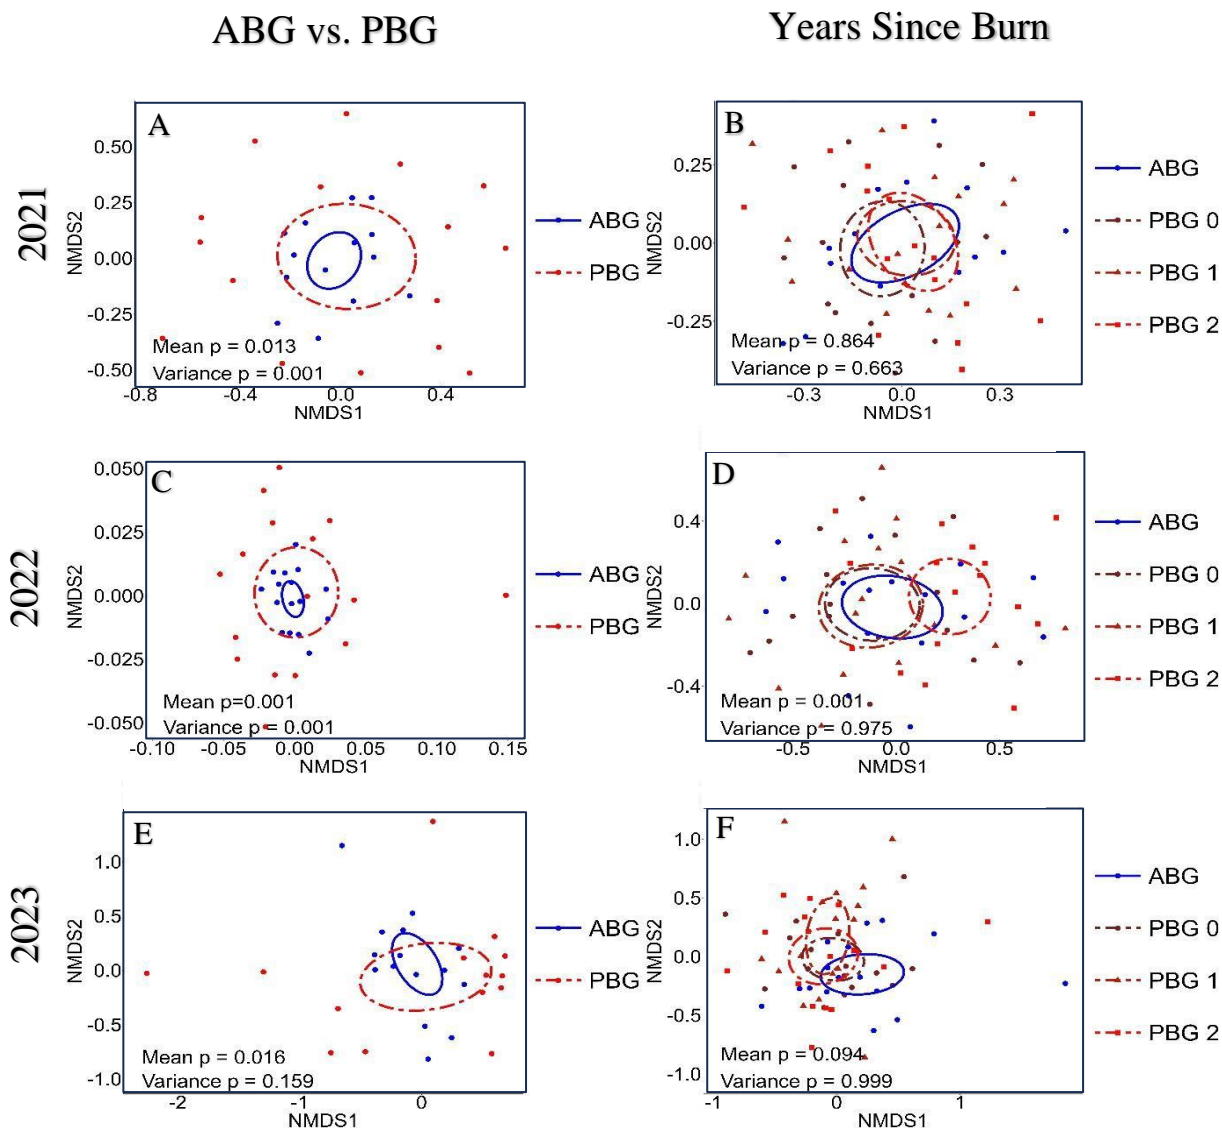 ABG vs. PBG
Years Since Burn
2021
A
0.50
0.25
0.00
-0.25
-0.50
NMDS2
Mean p = 0.013
Variance p = 0.001
-0.8
-0.4
0.0
0.4
NMDS1
ABG
PBG
B
0.25
0.00
-0.25
NMDS2
Mean p = 0.864
Variance p = 0.663
-0.3
0.0
0.3
NMDS1
ABG
PBG 0
PBG 1
PBG 2
2022
C
0.050
0.025
0.000
-0.025
-0.050
NMDS2
Mean p=0.001
Variance p = 0.001
-0.10
-0.05
0.00
0.05
0.10
0.15
NMDS1
ABG
PBG
D
0.4
0.0
-0.4
NMDS2
Mean p = 0.001
Variance p = 0.975
-0.5
0.0
0.5
NMDS1
ABG
PBG 0
PBG 1
PBG 2
2023
E
1.0
0.5
0.0
-0.5
-1.0
NMDS2
Mean p = 0.016
Variance p = 0.159
-2
-1
0
NMDS1
ABG
PBG
F
1.0
0.5
0.0
-0.5
-1.0
NMDS2
Mean p = 0.094
Variance p = 0.999
-1
0
1
NMDS1
ABG
PBG 0
PBG 1
PBG 2